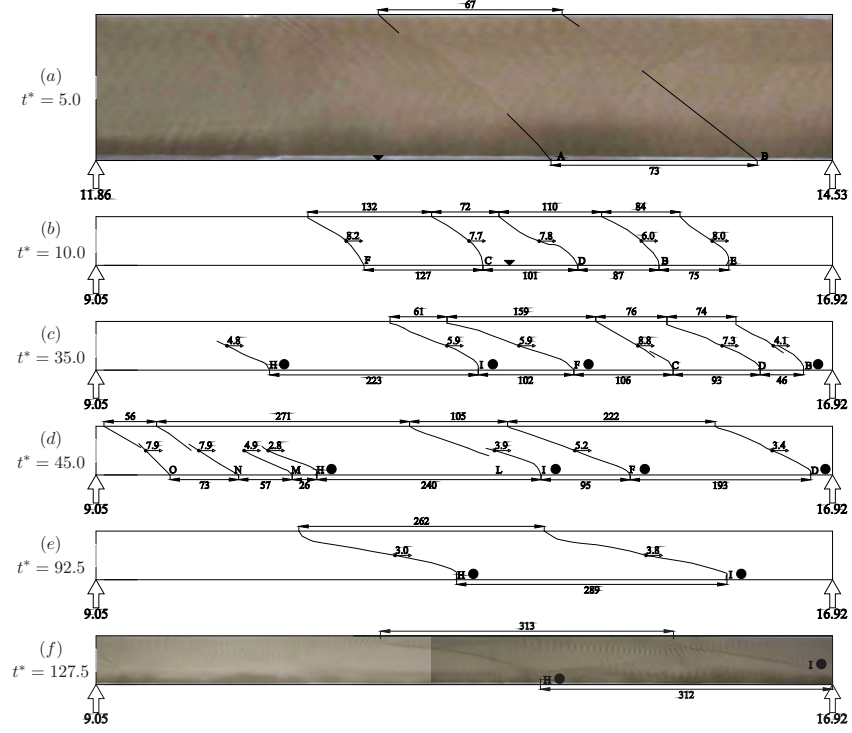 67
(a)
t* = 5.0
A B
73
11.86 14.53
132 72 110 84
(b)
t* = 10.0
8.2 7.7 7.8 6.0 8.0
F C D B E
127 101 87 75
9.05 16.92
61 159 76 74
(c)
t* = 35.0
4.8 5.9 5.9 8.8 7.3 4.1
H I F C D B
223 102 106 93 46
9.05 16.92
56 271 105 222
(d)
t* = 45.0
7.9 7.9 4.9 2.8 3.9 5.2 3.4
O N M H L I F D
73 57 26 240 95 193
9.05 16.92
262
(e)
t* = 92.5
3.0 3.8
H I
289
9.05 16.92
313
(f)
t* = 127.5
I
H
312
9.05 16.92